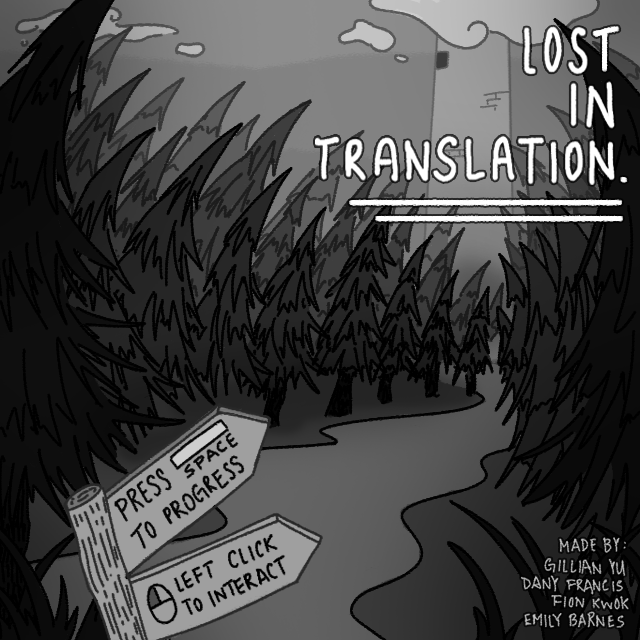 LOST
IN
TRANSLATION.
PRESS SPACE
TO PROGRESS
LEFT CLICK
TO INTERACT
MADE BY:
GILLIAN YU
DANY FRANCIS
FION KWOK
EMILY BARNES